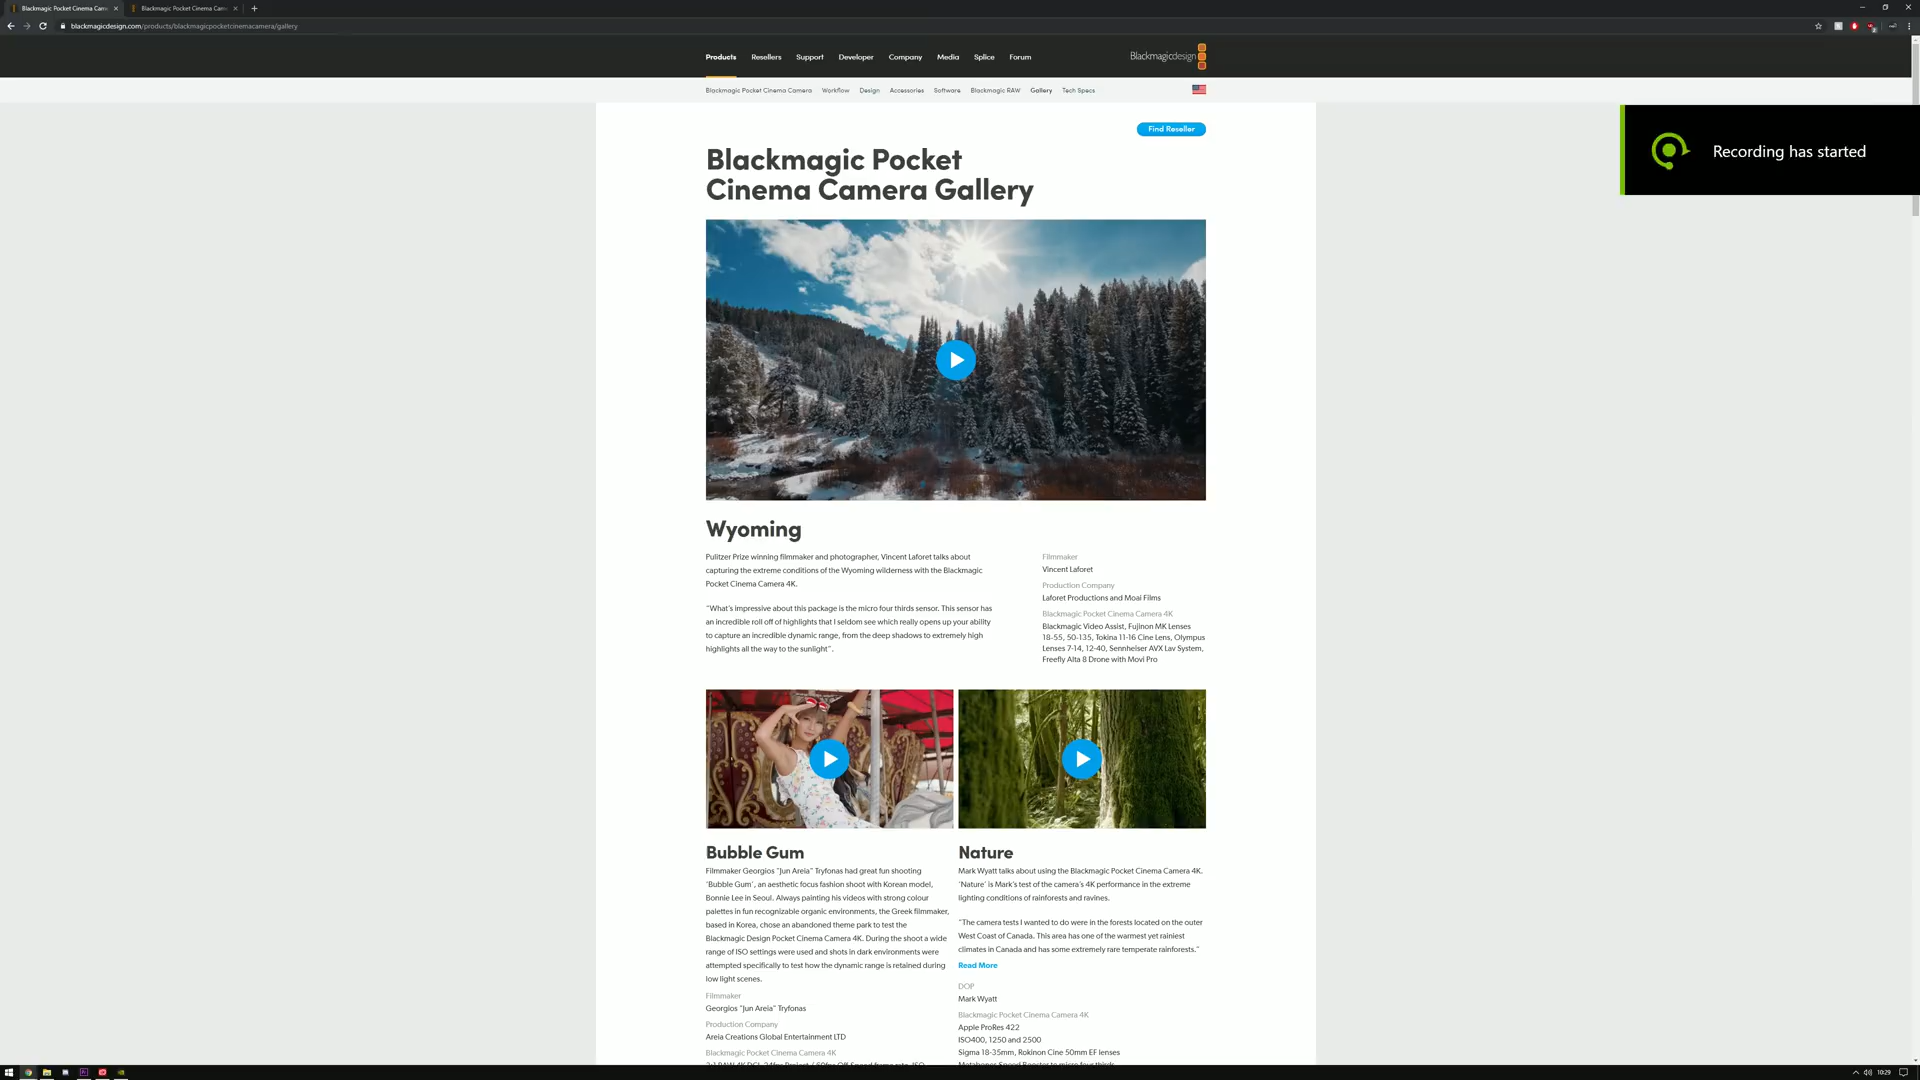 Blackmagic Pocket Cinema Cam
Blackmagic Pocket Cinema Cam
blackmagicdesign.com/products/blackmagicpocketcinemacamera/gallery
Products Resellers Support Developer Company Media Splice Forum
Blackmagicdesign
Blackmagic Pocket Cinema Camera Workflow Design Accessories Software Blackmagic RAW Gallery Tech Specs
Find Reseller
Recording has started
Blackmagic Pocket
Cinema Camera Gallery
Wyoming
Pulitzer Prize winning filmmaker and photographer, Vincent Laforet talks about
capturing the extreme conditions of the Wyoming wilderness with the Blackmagic
Pocket Cinema Camera 4K.
"What's impressive about this package is the micro four thirds sensor. This sensor has
an incredible roll off of highlights that I seldom see which really opens up your ability
to capture an incredible dynamic range, from the deep shadows to extremely high
highlights all the way to the sunlight".
Filmmaker
Vincent Laforet
Production Company
Laforet Productions and Moai Films
Blackmagic Pocket Cinema Camera 4K
Blackmagic Video Assist, Fujinon MK Lenses
18-55, 50-135, Tokina 11-16 Cine Lens, Olympus
Lenses 7-14, 12-40, Sennheiser AVX Lav System,
Freefly Alta 8 Drone with Movi Pro
Bubble Gum
Filmmaker Georgios "Jun Areia" Tryfonas had great fun shooting
'Bubble Gum', an aesthetic focus fashion shoot with Korean model,
Bonnie Lee in Seoul. Always painting his videos with strong colour
palettes in fun recognizable organic environments, the Greek filmmaker,
based in Korea, chose an abandoned theme park to test the
Blackmagic Design Pocket Cinema Camera 4K. During the shoot a wide
range of ISO settings were used and shots in dark environments were
attempted specifically to test how the dynamic range is retained during
low light scenes.
Filmmaker
Georgios "Jun Areia" Tryfonas
Production Company
Areia Creations Global Entertainment LTD
Blackmagic Pocket Cinema Camera 4K
Nature
Mark Wyatt talks about using the Blackmagic Pocket Cinema Camera 4K.
'Nature' is Mark's test of the camera's 4K performance in the extreme
lighting conditions of rainforests and ravines.
"The camera tests I wanted to do were in the forests located on the outer
West Coast of Canada. This area has one of the warmest yet rainiest
climates in Canada and has some extremely rare temperate rainforests."
Read More
DOP
Mark Wyatt
Blackmagic Pocket Cinema Camera 4K
Apple ProRes 422
ISO400, 1250 and 2500
Sigma 18-35mm, Rokinon Cine 50mm EF lenses
10:29